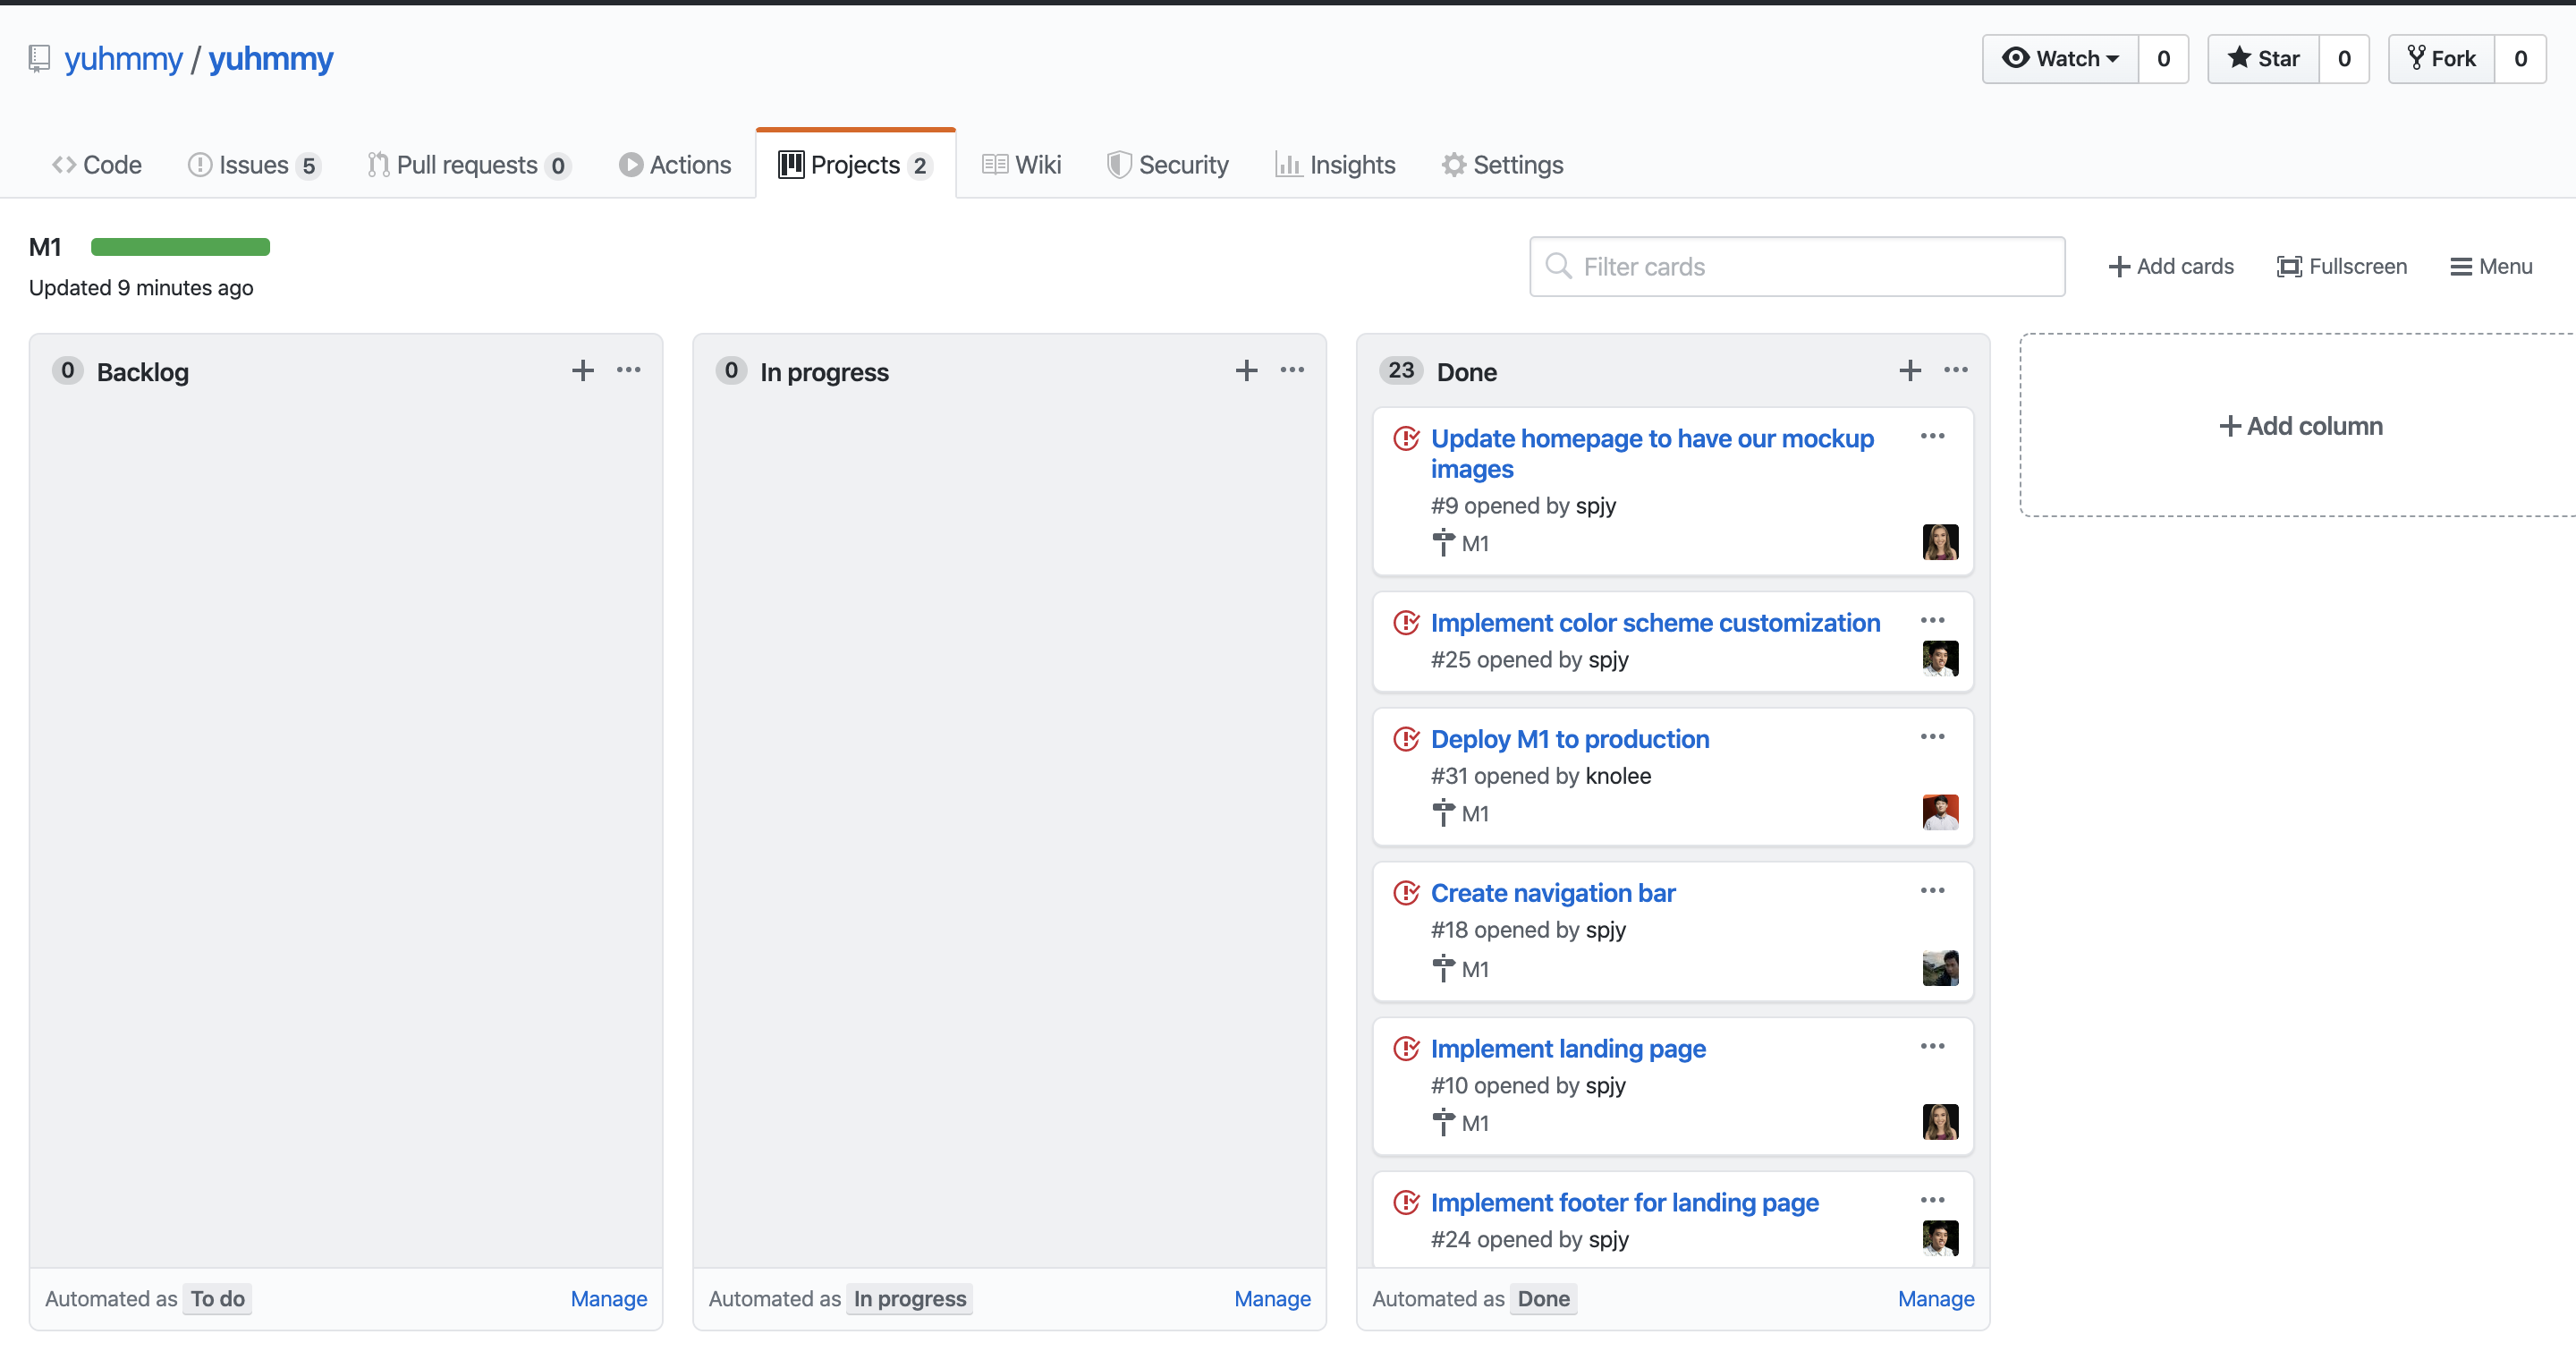 yuhmmy / yuhmmy
Watch 0 Star 0 Fork 0
Code Issues 5 Pull requests 0 Actions Projects 2 Wiki Security Insights Settings
M1
Updated 9 minutes ago
Filter cards
Add cards Fullscreen Menu
0 Backlog
Automated as To do Manage
0 In progress
Automated as In progress Manage
23 Done
Update homepage to have our mockup
images
#9 opened by spjy
M1
Implement color scheme customization
#25 opened by spjy
Deploy M1 to production
#31 opened by knolee
M1
Create navigation bar
#18 opened by spjy
M1
Implement landing page
#10 opened by spjy
M1
Implement footer for landing page
#24 opened by spjy
Automated as Done Manage
Add column